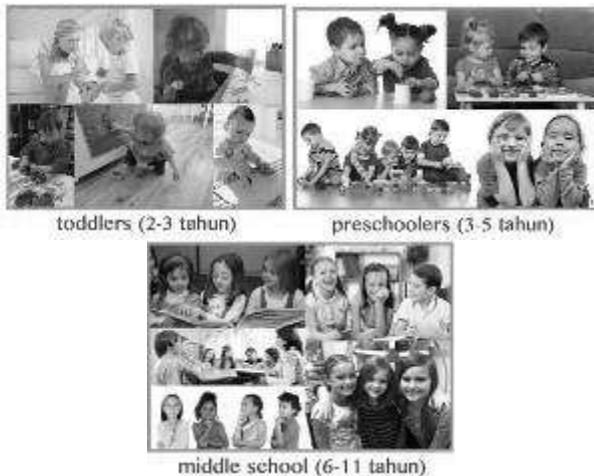 toddlers (2-3 tahun)
preschoolers (3-5 tahun)
middle school (6-11 tahun)